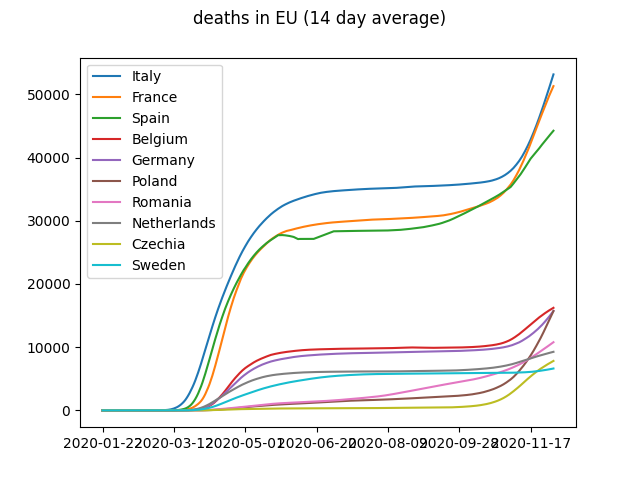 deaths in EU (14 day average)
Italy
France
Spain
Belgium
Germany
Poland
Romania
Netherlands
Czechia
Sweden
50000
40000
30000
20000
10000
0
2020-01-22 2020-03-12 2020-05-01 2020-06-20 2020-08-09 2020-09-28 2020-11-17